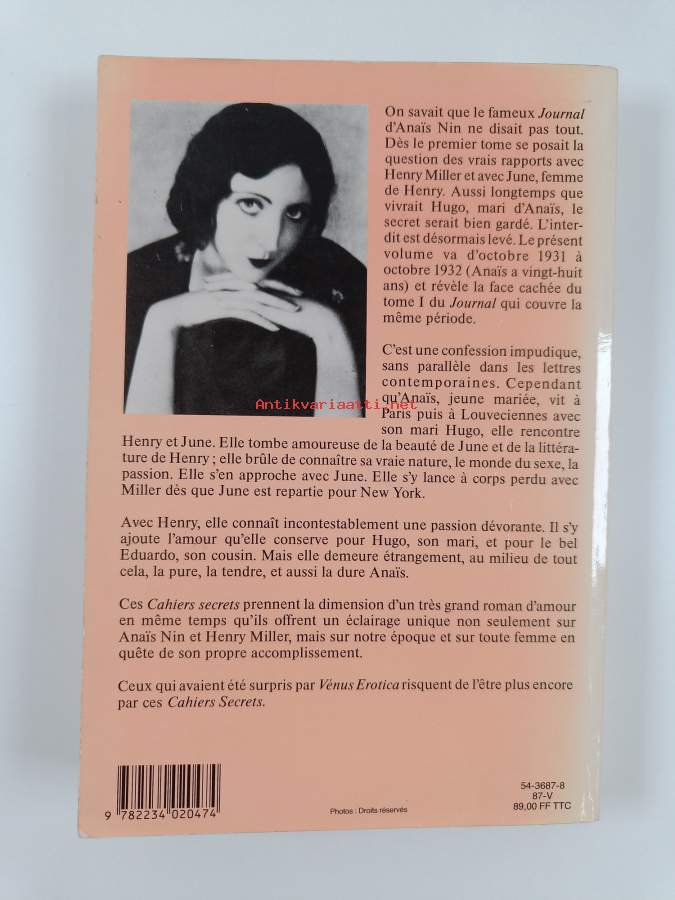 On savait que le fameux Journal
d'Anaïs Nin ne disait pas tout.
Dès le premier tome se posait la
question des vrais rapports avec
Henry Miller et avec June, femme
de Henry. Aussi longtemps que
vivrait Hugo, mari d'Anaïs, le
secret serait bien gardé. L'inter-
dit est désormais levé. Le présent
volume va d'octobre 1931 à
octobre 1932 (Anaïs a vingt-huit
ans) et révèle la face cachée du
tome I du Journal qui couvre la
même période.
C'est une confession impudique,
sans parallèle dans les lettres
contemporaines. Cependant
qu'Anaïs, jeune mariée, vit à
Antikvariaatti.net
Paris puis à Louveciennes avec
son mari Hugo, elle rencontre
Henry et June. Elle tombe amoureuse de la beauté de June et de la litté­ra-
ture de Henry ; elle brûle de connaître sa vraie nature, le monde du sexe, la
passion. Elle s'en approche avec June. Elle s'y lance à corps perdu avec
Miller dès que June est repartie pour New York.
Avec Henry, elle connaît incontestablement une passion dévorante. Il s'y
ajoute l'amour qu'elle conserve pour Hugo, son mari, et pour le bel
Eduardo, son cousin. Mais elle demeure étrangement, au milieu de tout
cela, la pure, la tendre, et aussi la dure Anaïs.
Ces Cahiers secrets prennent la dimension d'un très grand roman d'amour
en même temps qu'ils offrent un éclairage unique non seulement sur
Anaïs Nin et Henry Miller, mais sur notre époque et sur toute femme en
quête de son propre accomplissement.
Ceux qui avaient été surpris par Vénus Erotica risquent de l'être plus encore
par ces Cahiers Secrets.
9 782234 020474
Photos : Droits réservés
54-3687-8
87-V
89,00 FF TTC